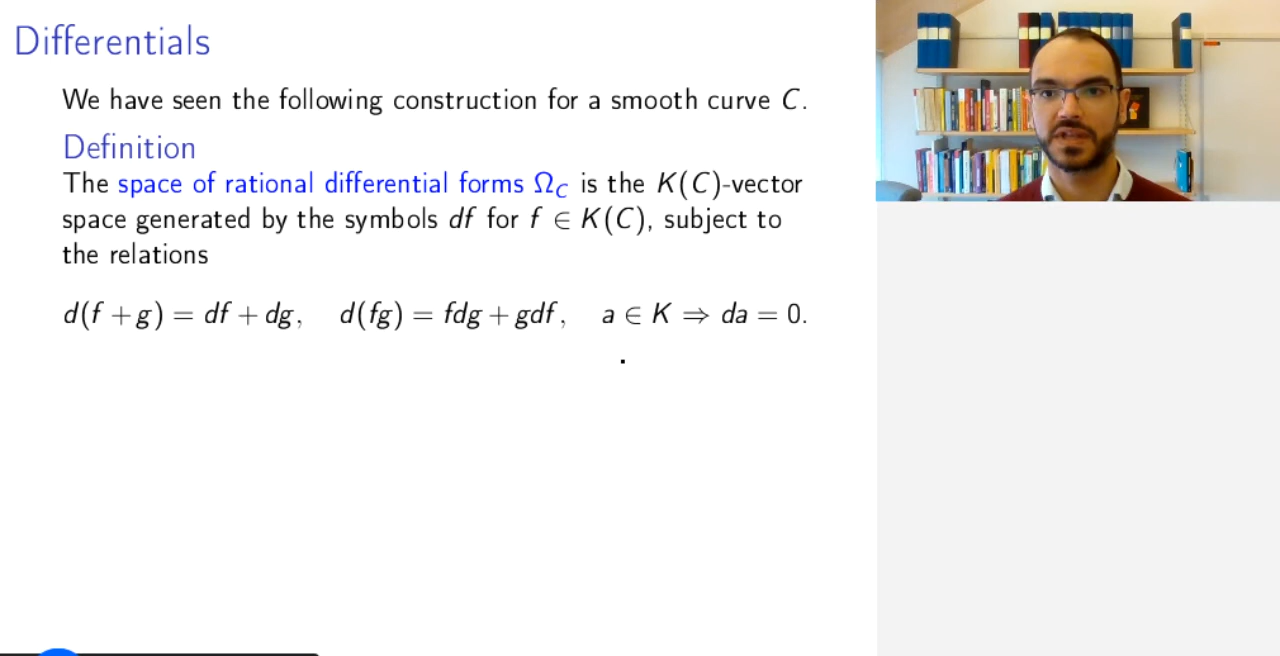 Differentials
We have seen the following construction for a smooth curve C.
Definition
The space of rational differential forms Ω_C is the K(C)-vector
space generated by the symbols df for f ∈ K(C), subject to
the relations
d(f + g) = df + dg, d(fg) = fdg + gdf, a ∈ K ⇒ da = 0.